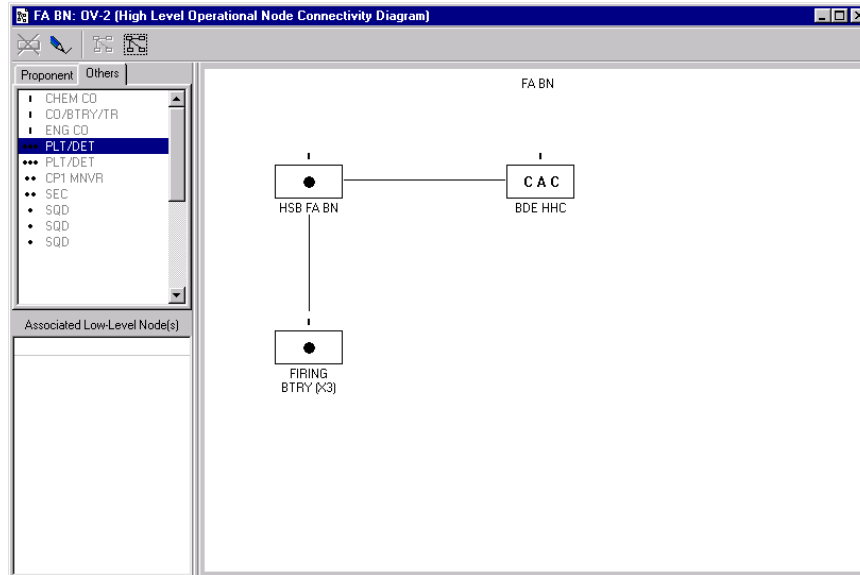 FA BN: OV-2 (High Level Operational Node Connectivity Diagram)
Proponent Others
CHEM CO
CO/BTRY/TR
ENG CO
PLT/DET
PLT/DET
CP1 MNVR
SEC
SQD
SQD
SQD
Associated Low-Level Node(s)
FA BN
HSB FA BN
C A C
BDE HHC
FIRING
BTRY (X3)